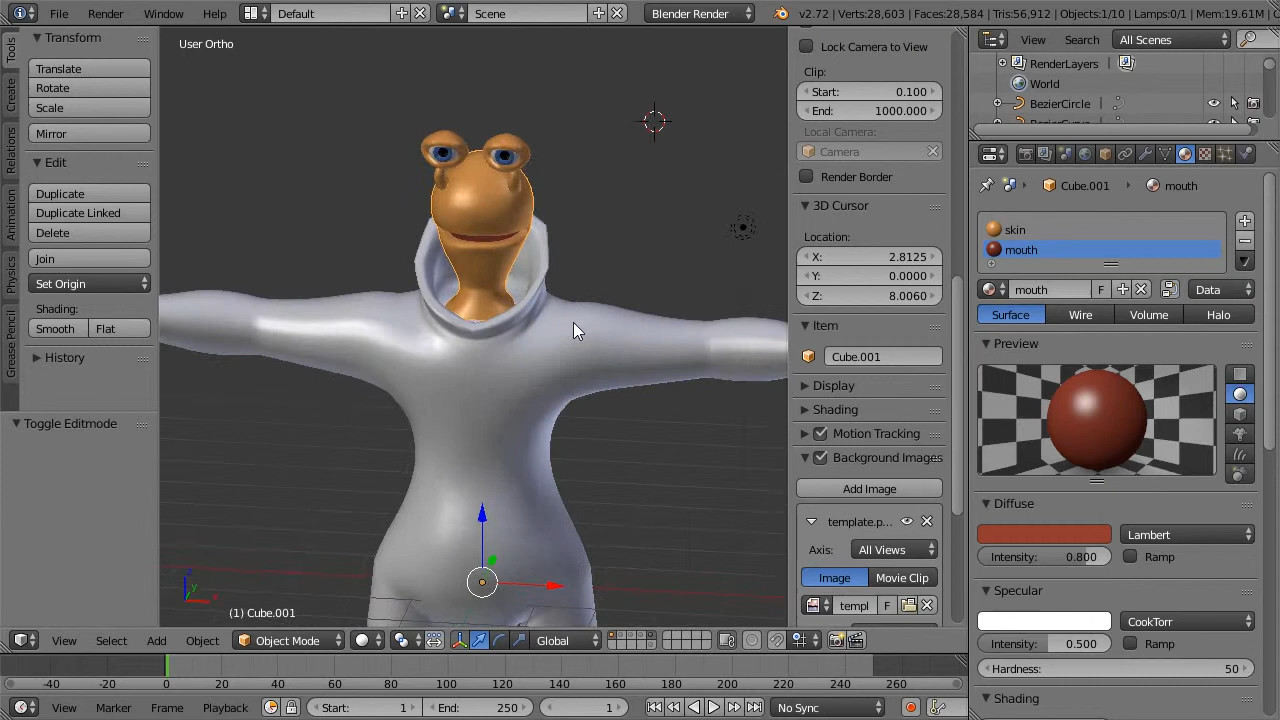 File Render Window Help Default Scene Blender Render v2.72 | Verts:28,603 | Faces:28,584 | Tris:56,912 | Objects:1/10 | Lamps:0/1 | Mem:19.61M
Tools
Create
Relations
Animation
Physics
Grease Pencil
Transform
Translate
Rotate
Scale
Mirror
Edit
Duplicate
Duplicate Linked
Delete
Join
Set Origin
Shading:
Smooth Flat
History
Toggle Editmode
User Ortho
(1) Cube.001
Lock Camera to View
Clip:
Start: 0.100
End: 1000.000
Local Camera:
Camera
Render Border
3D Cursor
Location:
X: 2.8125
Y: 0.0000
Z: 8.0060
Item
Cube.001
Display
Shading
Motion Tracking
Background Images
Add Image
template.p...
Axis: All Views
Image Movie Clip
templ F
View Search All Scenes
RenderLayers
World
BezierCircle
Cube.001 mouth
skin
mouth
mouth F Data
Surface Wire Volume Halo
Preview
Diffuse
Lambert
Intensity: 0.800 Ramp
Specular
CookTorr
Intensity: 0.500 Ramp
Hardness: 50
Shading
View Select Add Object Object Mode Global
-40 -20 0 20 40 60 80 100 120 140 160 180 200 220 240 260
View Marker Frame Playback Start: 1 End: 250 1 No Sync